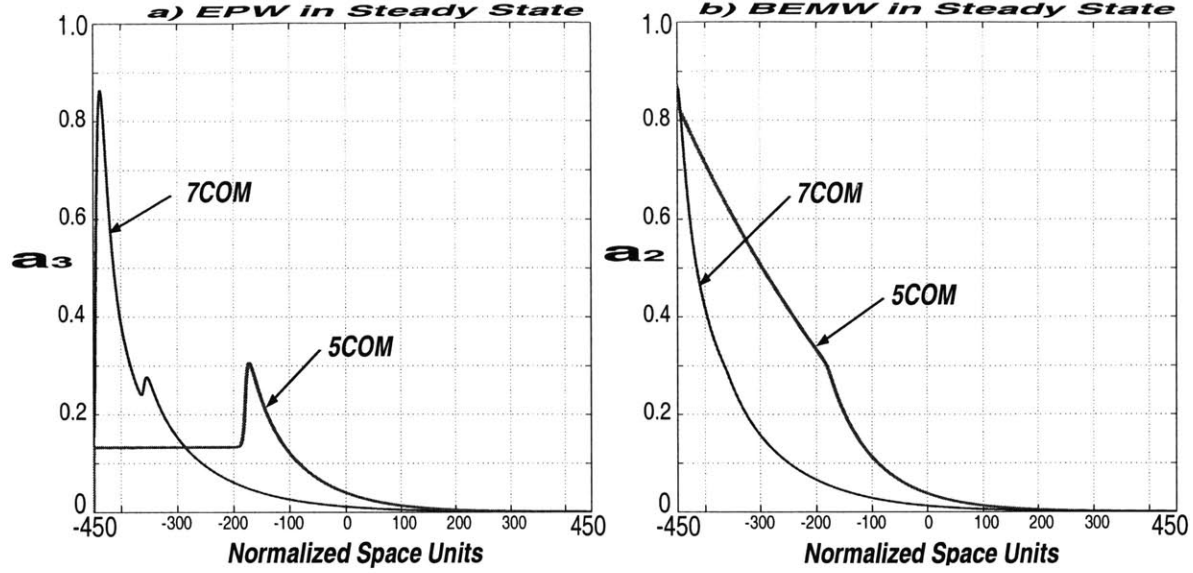 a) EPW in Steady State
1.0
0.8
0.6
0.4
0.2
0
a3
7COM
5COM
-450 -300 -200 -100 0 100 200 300 450
Normalized Space Units
b) BEMW in Steady State
1.0
0.8
0.6
0.4
0.2
0
a2
7COM
5COM
-450 -300 -200 -100 0 100 200 300 450
Normalized Space Units